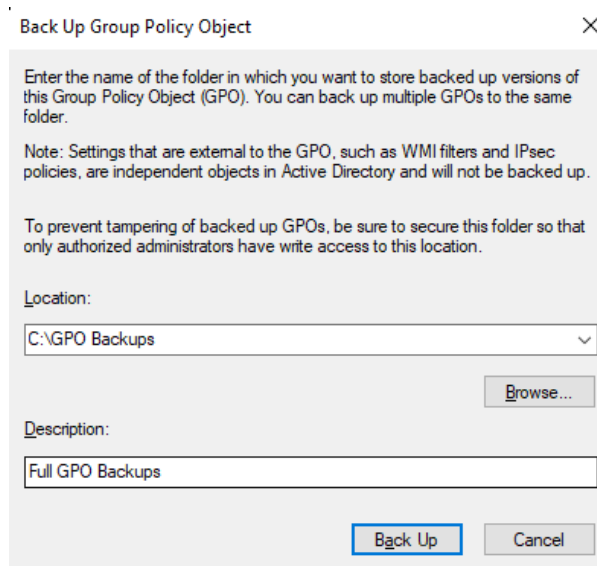 Back Up Group Policy Object
Enter the name of the folder in which you want to store backed up versions of
this Group Policy Object (GPO). You can back up multiple GPOs to the same
folder.
Note: Settings that are external to the GPO, such as WMI filters and IPsec
policies, are independent objects in Active Directory and will not be backed up.
To prevent tampering of backed up GPOs, be sure to secure this folder so that
only authorized administrators have write access to this location.
Location:
C:\GPO Backups
Browse...
Description:
Full GPO Backups
Back Up
Cancel